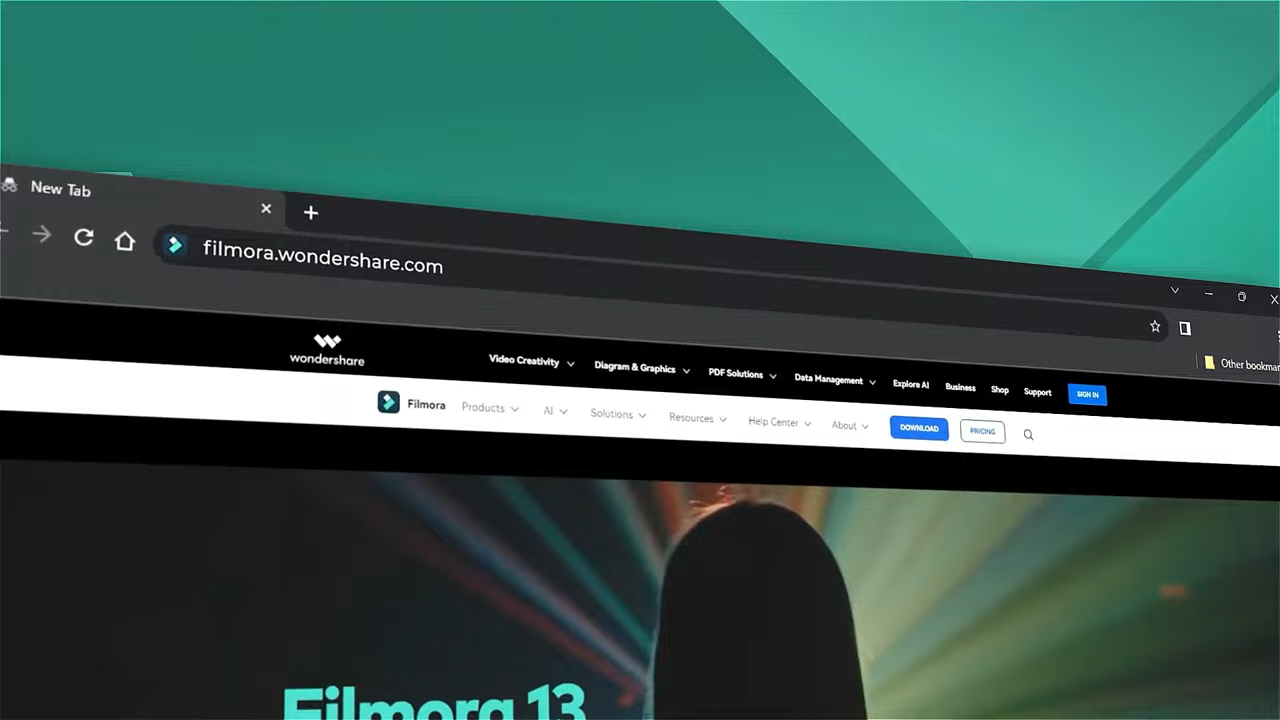 New Tab
filmora.wondershare.com
Other bookmar
wondershare
Video Creativity
Diagram & Graphics
PDF Solutions
Data Management
Explore AI
Business
Shop
Support
SIGN IN
Filmora
Products
AI
Solutions
Resources
Help Center
About
DOWNLOAD
PRICING
Filmora 13